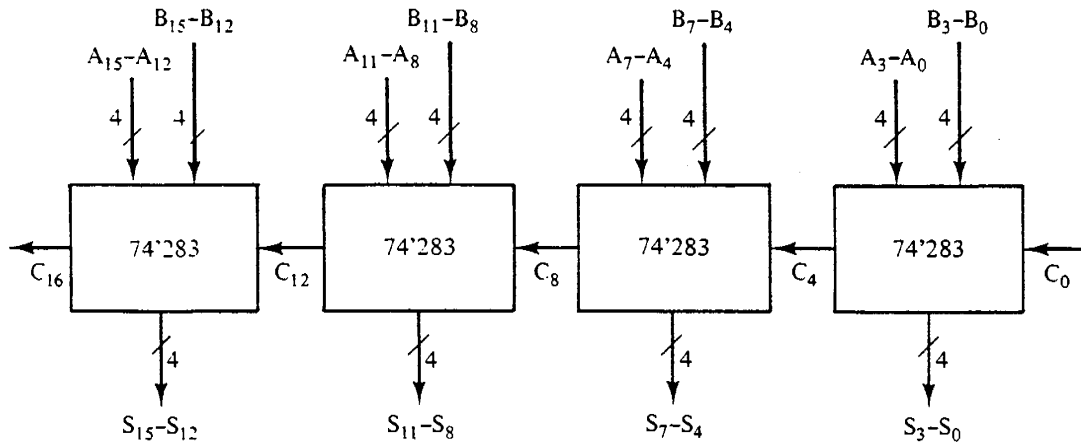 B₁₅–B₁₂ B₁₁–B₈ B₇–B₄ B₃–B₀
A₁₅–A₁₂ A₁₁–A₈ A₇–A₄ A₃–A₀
4 4 4 4 4 4 4 4
74'283 74'283 74'283 74'283
C₁₆ C₁₂ C₈ C₄ C₀
4 4 4 4
S₁₅–S₁₂ S₁₁–S₈ S₇–S₄ S₃–S₀